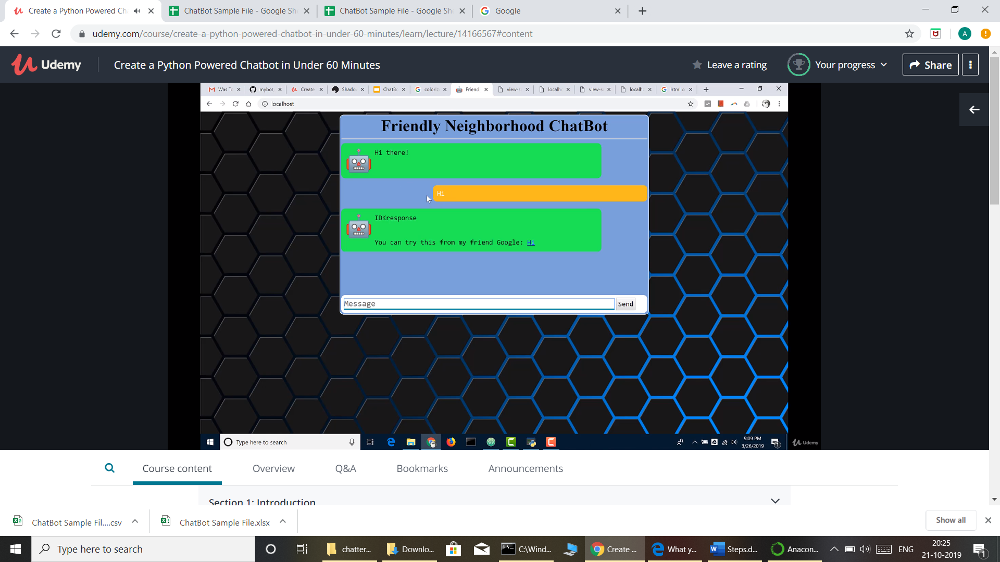 Create a Python Powered Ch
ChatBot Sample File - Google She
ChatBot Sample File - Google She
Google
udemy.com/course/create-a-python-powered-chatbot-in-under-60-minutes/learn/lecture/14166567#content
A
Udemy
Create a Python Powered Chatbot in Under 60 Minutes
Leave a rating
Your progress
Share
Was To
mybot
Create
Shado
ChatBo
coloriz
Friend
view-s
localh
view-s
localh
html c
localhost
Friendly Neighborhood ChatBot
Hi there!
Hi
IDKresponse
You can try this from my friend Google: Hi
Message
Send
Type here to search
9:09 PM
3/26/2019
Udemy
Course content
Overview
Q&A
Bookmarks
Announcements
Section 1: Introduction
ChatBot Sample Fil....csv
ChatBot Sample File.xlsx
Show all
Type here to search
chatter...
Downlo...
C:\Wind...
Create ...
What y...
Steps.d...
Anacon...
ENG
20:25
21-10-2019
1